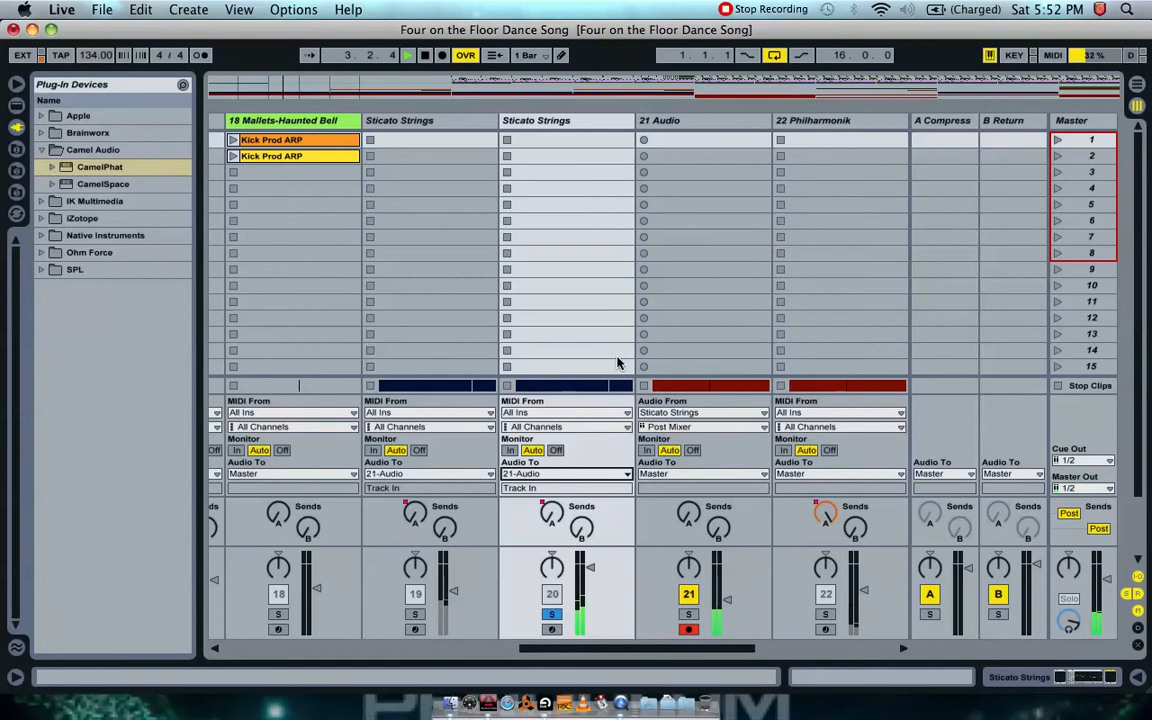 Live File Edit Create View Options Help Stop Recording (Charged) Sat 5:52 PM
Four on the Floor Dance Song [Four on the Floor Dance Song]
EXT TAP 134.00 4 / 4 3. 2. 4 OVR 1 Bar 1. 1. 1 16. 0. 0 KEY MIDI 32 % D
Plug-In Devices
Name
Apple
Brainworx
Camel Audio
CamelPhat
CamelSpace
IK Multimedia
iZotope
Native Instruments
Ohm Force
SPL
18 Mallets-Haunted Bell Sticato Strings Sticato Strings 21 Audio 22 Philharmonik A Compress B Return Master
Kick Prod ARP 1
Kick Prod ARP 2
3
4
5
6
7
8
9
10
11
12
13
14
15
Stop Clips
MIDI From MIDI From MIDI From Audio From MIDI From
All Ins All Ins All Ins Sticato Strings All Ins
All Channels All Channels All Channels Post Mixer All Channels
Monitor Monitor Monitor Monitor Monitor Cue Out
Off In Auto Off In Auto Off In Auto Off In Auto Off In Auto Off 1/2
Audio To Audio To Audio To Audio To Audio To Audio To Audio To Master Out
Master 21-Audio 21-Audio Master Master Master Master
Track In Track In 1/2
Sends Sends Sends Sends Sends Sends Sends Post
A B A B A B A B A B A B A B Post
18 19 20 21 22 A B Solo
S S S S S S S
Sticato Strings